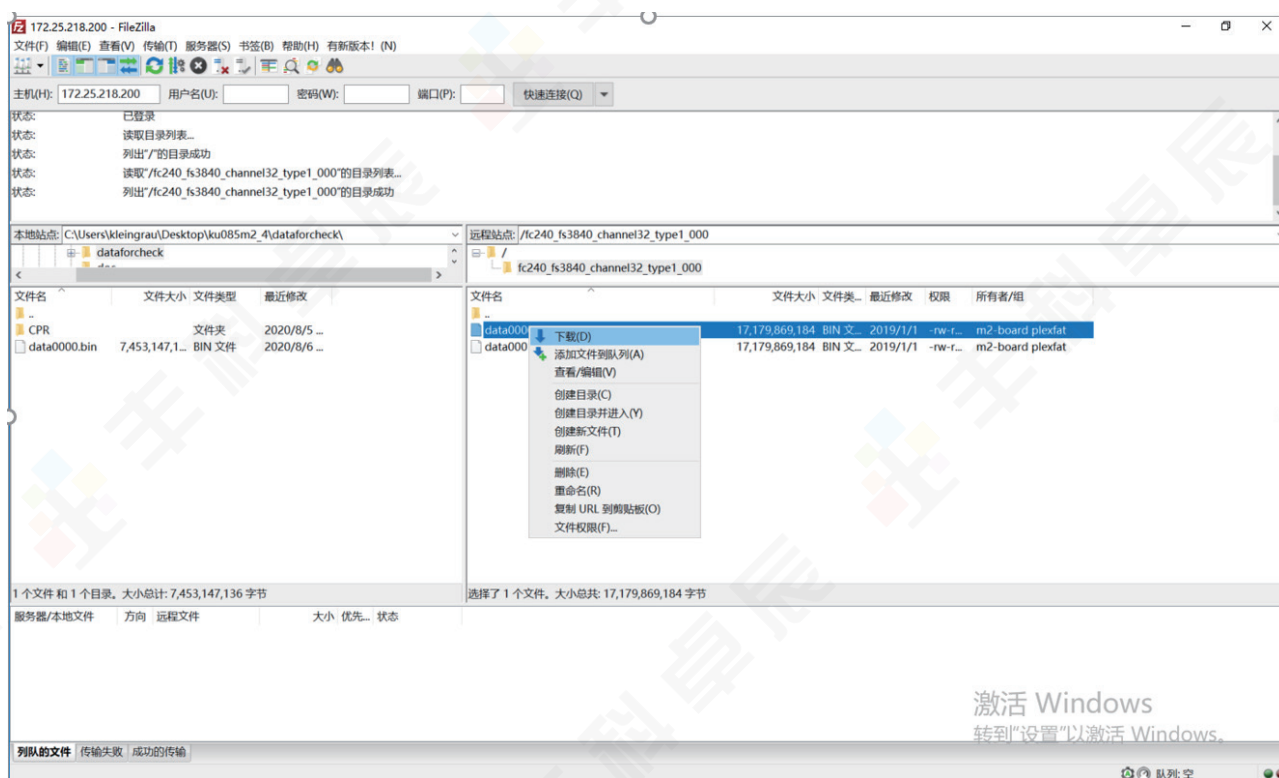 172.25.218.200 - FileZilla
文件(F) 编辑(E) 查看(V) 传输(T) 服务器(S) 书签(B) 帮助(H) 有新版本! (N)
主机(H): 172.25.218.200 用户名(U): 密码(W): 端口(P): 快速连接(Q)
状态: 已登录
状态: 读取目录列表...
状态: 列出"/"的目录成功
状态: 读取"/fc240_fs3840_channel32_type1_000"的目录列表...
状态: 列出"/fc240_fs3840_channel32_type1_000"的目录成功
本地站点: C:\Users\kleingrau\Desktop\ku085m2_4\dataforcheck\
dataforcheck
远程站点: /fc240_fs3840_channel32_type1_000
/
fc240_fs3840_channel32_type1_000
文件名 文件大小 文件类型 最近修改
..
CPR 文件夹 2020/8/5 ...
data0000.bin 7,453,147,1... BIN 文件 2020/8/6 ...
1 个文件 和 1 个目录。大小总计: 7,453,147,136 字节
文件名 文件大小 文件类... 最近修改 权限 所有者/组
..
data000 17,179,869,184 BIN 文... 2019/1/1 -rw-r... m2-board plexfat
data000 17,179,869,184 BIN 文... 2019/1/1 -rw-r... m2-board plexfat
下载(D)
添加文件到队列(A)
查看/编辑(V)
创建目录(C)
创建目录并进入(Y)
创建新文件(T)
刷新(F)
删除(E)
重命名(R)
复制 URL 到剪贴板(O)
文件权限(F)...
选择了 1 个文件。大小总共: 17,179,869,184 字节
服务器/本地文件 方向 远程文件 大小 优先... 状态
激活 Windows
转到"设置"以激活 Windows。
列队的文件 传输失败 成功的传输
队列: 空
丰科卓辰